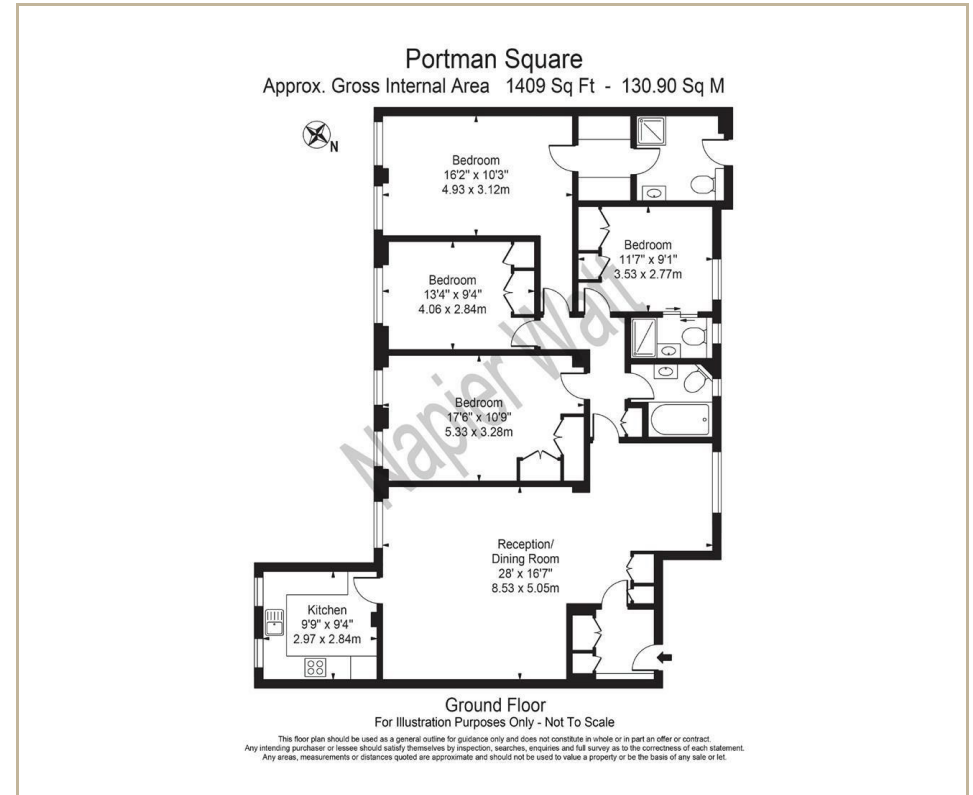 Portman Square
Approx. Gross Internal Area 1409 Sq Ft - 130.90 Sq M
N
Bedroom
16'2" x 10'3"
4.93 x 3.12m
Bedroom
11'7" x 9'1"
3.53 x 2.77m
Bedroom
13'4" x 9'4"
4.06 x 2.84m
Bedroom
17'6" x 10'9"
5.33 x 3.28m
Napier Watt
Reception/
Dining Room
28' x 16'7"
8.53 x 5.05m
Kitchen
9'9" x 9'4"
2.97 x 2.84m
Ground Floor
For Illustration Purposes Only - Not To Scale
This floor plan should be used as a general outline for guidance only and does not constitute in whole or in part an offer or contract.
Any intending purchaser or lessee should satisfy themselves by inspection, searches, enquiries and full survey as to the correctness of each statement.
Any areas, measurements or distances quoted are approximate and should not be used to value a property or be the basis of any sale or let.